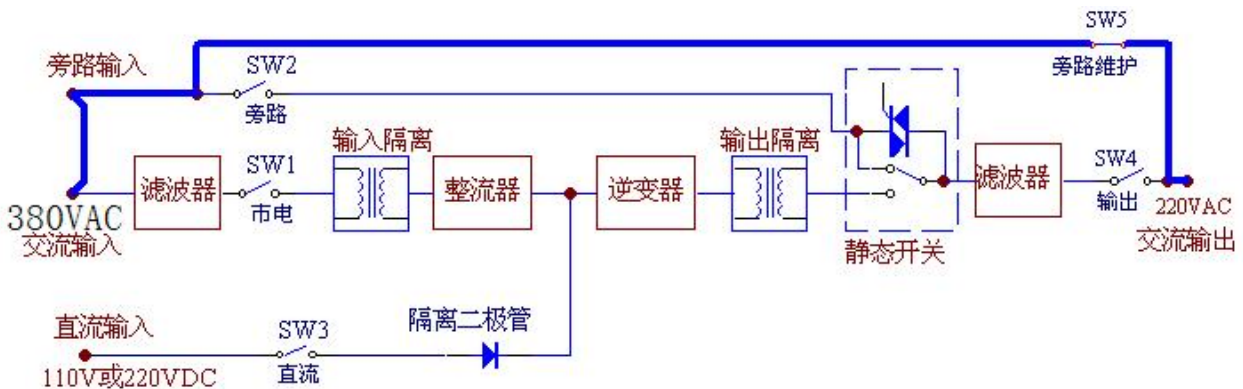 SW5
旁路维护
旁路输入
SW2
旁路
输入隔离
输出隔离
滤波器
SW1
市电
整流器
逆变器
静态开关
滤波器
SW4
输出
380VAC
交流输入
220VAC
交流输出
直流输入
110V或220VDC
SW3
直流
隔离二极管